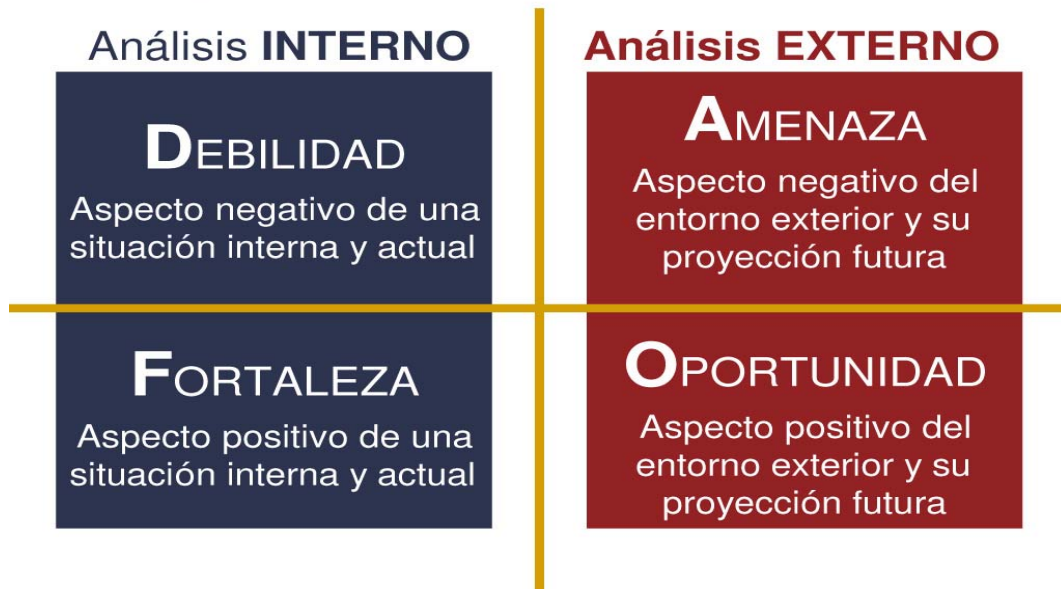 Análisis INTERNO
DEBILIDAD
Aspecto negativo de una
situación interna y actual
FORTALEZA
Aspecto positivo de una
situación interna y actual
Análisis EXTERNO
AMENAZA
Aspecto negativo del
entorno exterior y su
proyección futura
OPORTUNIDAD
Aspecto positivo del
entorno exterior y su
proyección futura